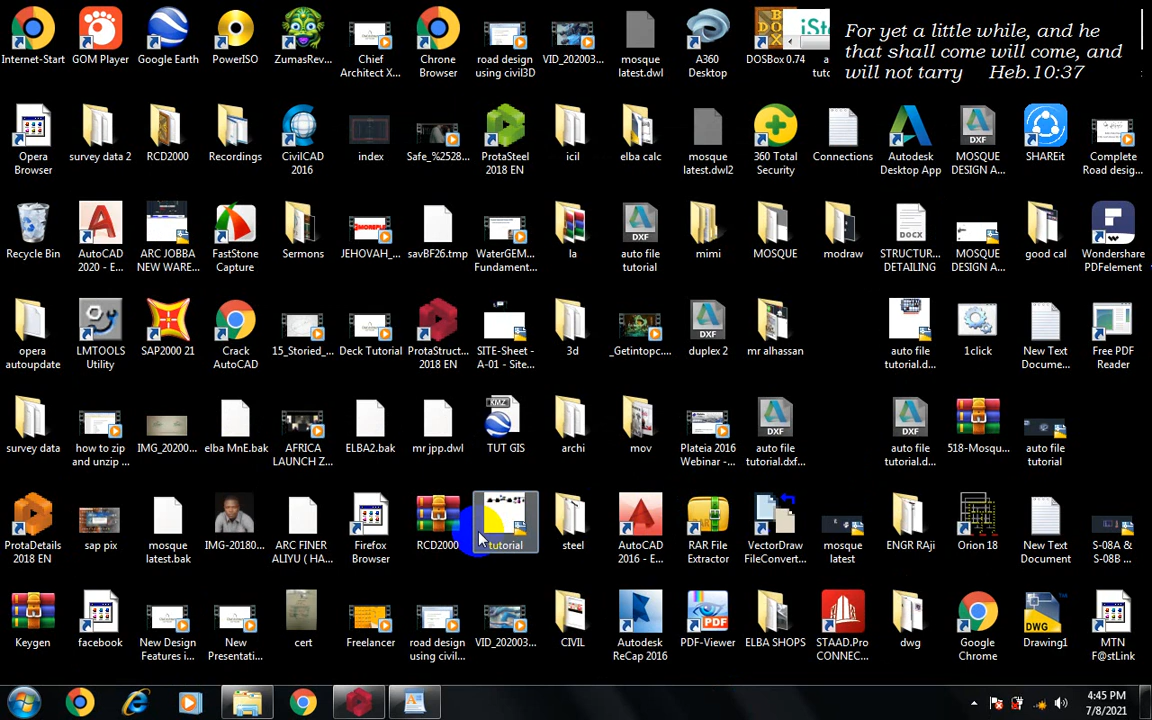 For yet a little while, and he
that shall come will come, and
will not tarry Heb.10:37
Internet-Start
GOM Player
Google Earth
PowerISO
ZumasRev...
Chief
Architect X...
Chrone
Browser
road design
using civil3D
VID_202003...
mosque
latest.dwl
A360
Desktop
DOSBox 0.74
a
tuto
iSto
Opera
Browser
survey data 2
RCD2000
Recordings
CivilCAD
2016
index
Safe_%2528...
ProtaSteel
2018 EN
icil
elba calc
mosque
latest.dwl2
360 Total
Security
Connections
Autodesk
Desktop App
MOSQUE
DESIGN A...
SHAREit
Complete
Road desig...
Recycle Bin
AutoCAD
2020 - E...
ARC JOBBA
NEW WARE...
FastStone
Capture
Sermons
JEHOVAH_...
savBF26.tmp
WaterGEM...
Fundament...
la
auto file
tutorial
mimi
MOSQUE
modraw
STRUCTUR...
DETAILING
MOSQUE
DESIGN A...
good cal
Wondershare
PDFelement
opera
autoupdate
LMTOOLS
Utility
SAP2000 21
Crack
AutoCAD
15_Storied_...
Deck Tutorial
ProtaStruct...
2018 EN
SITE-Sheet -
A-01 - Site...
3d
_Getintopc...
duplex 2
mr alhassan
auto file
tutorial.d...
1click
New Text
Docume...
Free PDF
Reader
survey data
how to zip
and unzip ...
IMG_20200...
elba MnE.bak
AFRICA
LAUNCH Z...
ELBA2.bak
mr jpp.dwl
KMZ
TUT GIS
archi
mov
Plateia 2016
Webinar -...
auto file
tutorial.dxf...
auto file
tutorial.d...
518-Mosqu...
auto file
tutorial
ProtaDetails
2018 EN
sap pix
mosque
latest.bak
IMG-20180...
ARC FINER
ALIYU ( HA...
Firefox
Browser
RCD2000
tutorial
steel
AutoCAD
2016 - E...
RAR File
Extractor
VectorDraw
FileConvert...
mosque
latest
ENGR RAji
Orion 18
New Text
Document
S-08A &
S-08B ...
Keygen
facebook
New Design
Features i...
New
Presentati...
cert
Freelancer
road design
using civil...
VID_202003...
CIVIL
Autodesk
ReCap 2016
PDF-Viewer
ELBA SHOPS
STAAD.Pro
CONNEC...
dwg
Google
Chrome
Drawing1
MTN
F@stLink
4:45 PM
7/8/2021